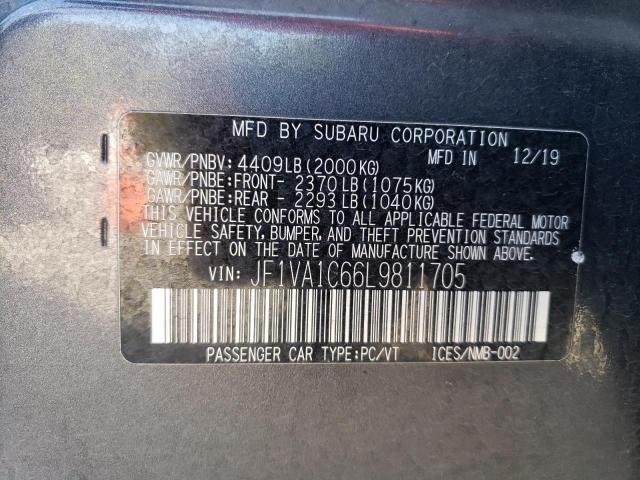 MFD BY SUBARU CORPORATION
GVWR/PNBV: 4409LB(2000KG) MFD IN 12/19
GAWR/PNBE:FRONT- 2370LB(1075KG)
GAWR/PNBE:REAR - 2293LB(1040KG)
THIS VEHICLE CONFORMS TO ALL APPLICABLE FEDERAL MOTOR
VEHICLE SAFETY, BUMPER, AND THEFT PREVENTION STANDARDS
IN EFFECT ON THE DATE OF MANUFACTURE SHOWN ABOVE.
VIN: JF1VA1C66L9811705
PASSENGER CAR TYPE:PC/VT ICES/NMB-002